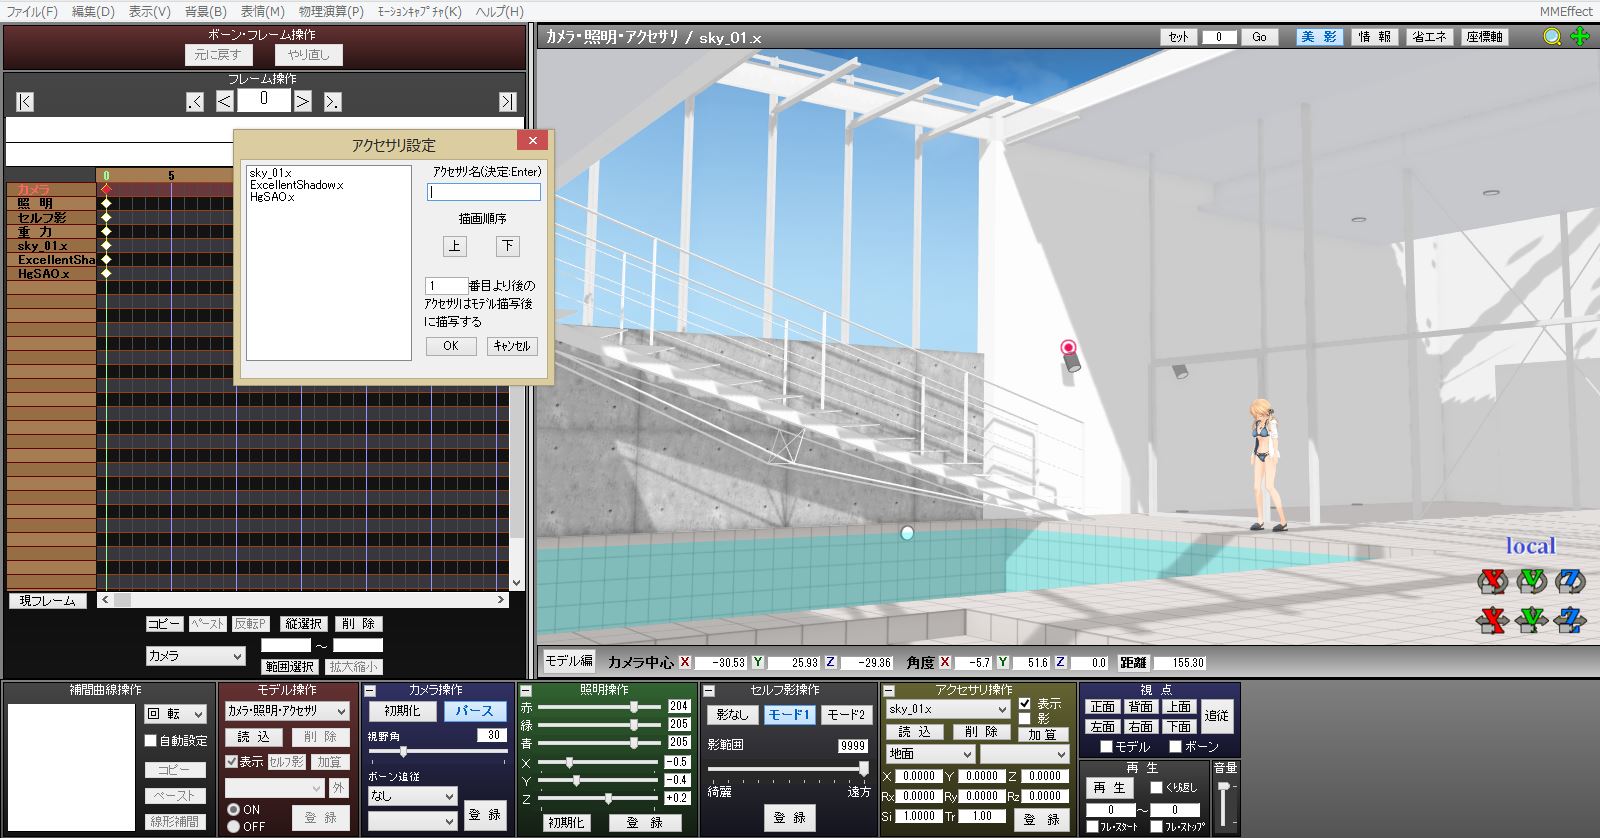 ファイル(F) 編集(D) 表示(V) 背景(B) 表情(M) 物理演算(P) ﾓｰｼｮﾝｷｬﾌﾟﾁｬ(K) ヘルプ(H) MMEffect
ボーン・フレーム操作
元に戻す やり直し
フレーム操作
|< .< < 0 > >. >|
カメラ・照明・アクセサリ / sky_01.x
セット 0 Go 美 影 情 報 省エネ 座標軸
アクセサリ設定
sky_01.x
ExcellentShadow.x
HgSAO.x
アクセサリ名(決定:Enter)
描画順序
上 下
1 番目より後の
アクセサリはモデル描写後
に描写する
OK キャンセル
0 5
カメラ
照 明
セルフ影
重 力
sky_01.x
ExcellentSha
HgSAO.x
local
X Y Z
X Y Z
現フレーム
コピー ペースト 反転P 縦選択 削 除
カメラ ～
範囲選択 拡大縮小
モデル編 カメラ中心 X -30.53 Y 25.93 Z -29.36 角度 X -5.7 Y 51.6 Z 0.0 距離 155.30
補間曲線操作
回 転
自動設定
コピー
ペースト
線形補間
モデル操作
カメラ・照明・アクセサリ
読 込 削 除
表示 セルフ影 加算
外
ON
OFF
登 録
カメラ操作
初期化 パース
視野角 30
ボーン追従
なし
登 録
照明操作
赤 204
緑 205
青 205
X -0.5
Y -0.4
Z +0.2
初期化 登 録
セルフ影操作
影なし モード1 モード2
影範囲 9999
綺麗 遠方
登 録
アクセサリ操作
sky_01.x 表示
影
読 込 削 除 加 算
地面
X 0.0000 Y 0.0000 Z 0.0000
Rx 0.0000 Ry 0.0000 Rz 0.0000
Si 1.0000 Tr 1.00 登 録
視 点
正面 背面 上面 追従
左面 右面 下面
モデル ボーン
再 生
再 生 くり返し
0 ～ 0
フレ・スタート フレ・ストップ
音量